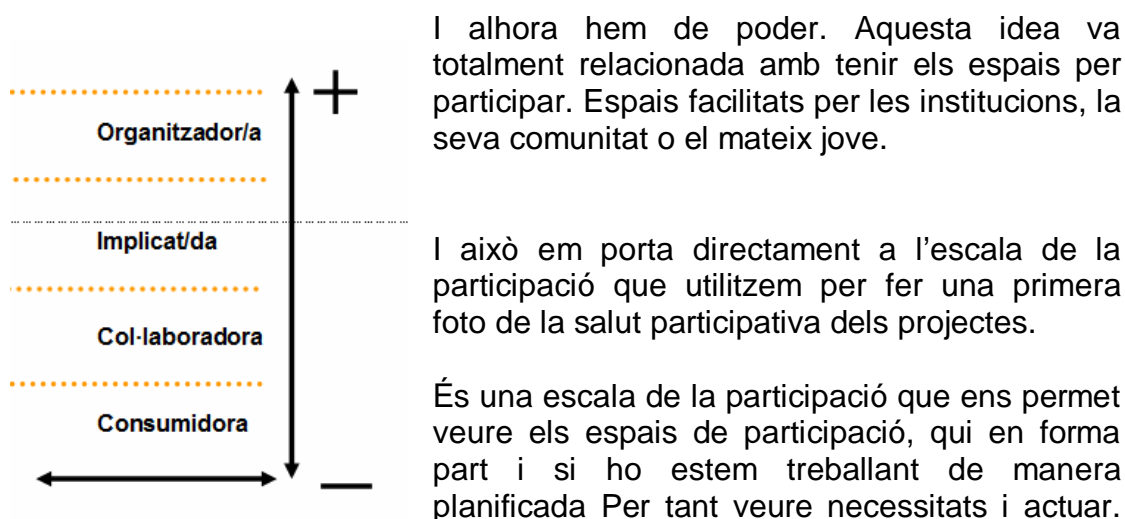 +
Organitzador/a
Implicat/da
Col·laboradora
Consumidora
—
I alhora hem de poder. Aquesta idea va
totalment relacionada amb tenir els espais per
participar. Espais facilitats per les institucions, la
seva comunitat o el mateix jove.
I això em porta directament a l’escala de la
participació que utilitzem per fer una primera
foto de la salut participativa dels projectes.
És una escala de la participació que ens permet
veure els espais de participació, qui en forma
part i si ho estem treballant de manera
planificada Per tant veure necessitats i actuar.